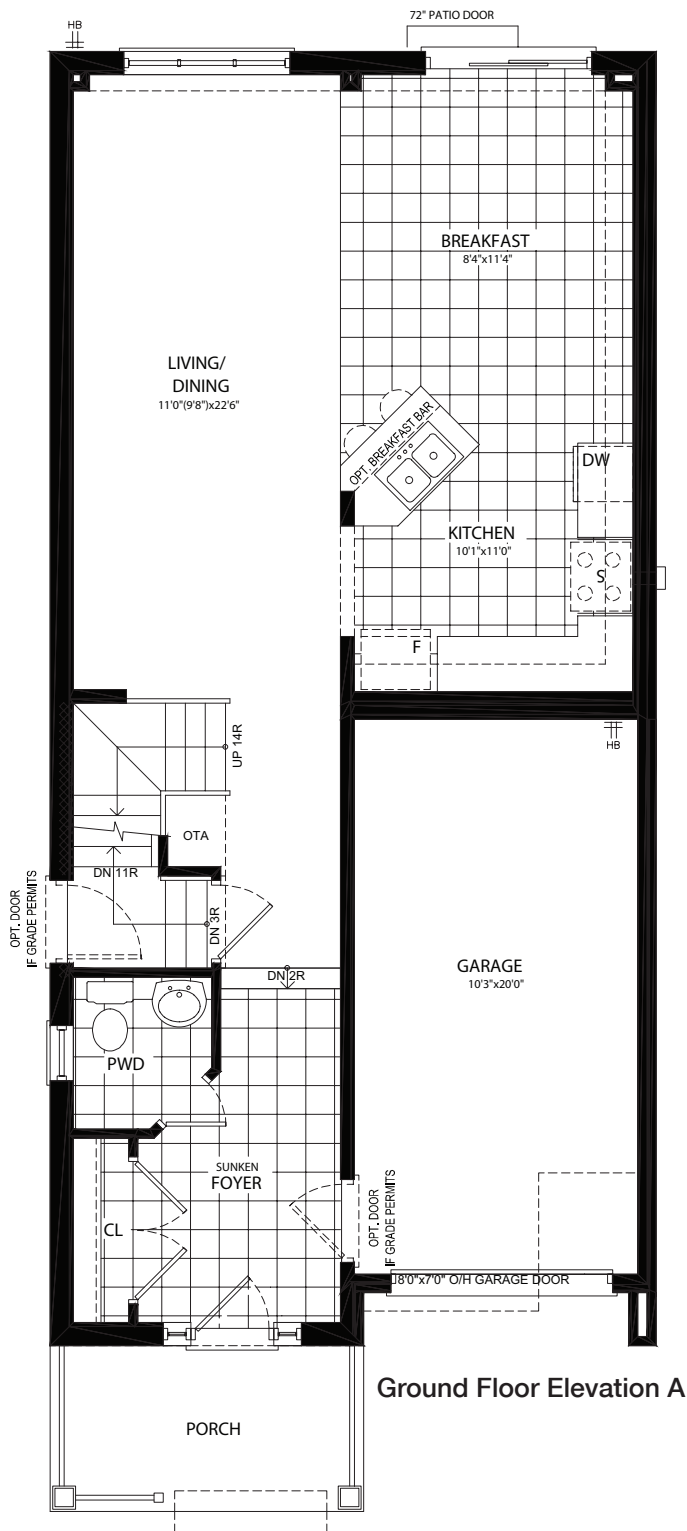 HB
72" PATIO DOOR
BREAKFAST
8'4"x11'4"
LIVING/
DINING
11'0"(9'8")x22'6"
OPT. BREAKFAST BAR
DW
KITCHEN
10'1"x11'0"
S
F
HB
UP 14R
OTA
DN 11R
DN 3R
OPT. DOOR
IF GRADE PERMITS
DN 2R
GARAGE
10'3"x20'0"
PWD
SUNKEN
FOYER
OPT. DOOR
IF GRADE PERMITS
CL
8'0"x7'0" O/H GARAGE DOOR
Ground Floor Elevation A
PORCH